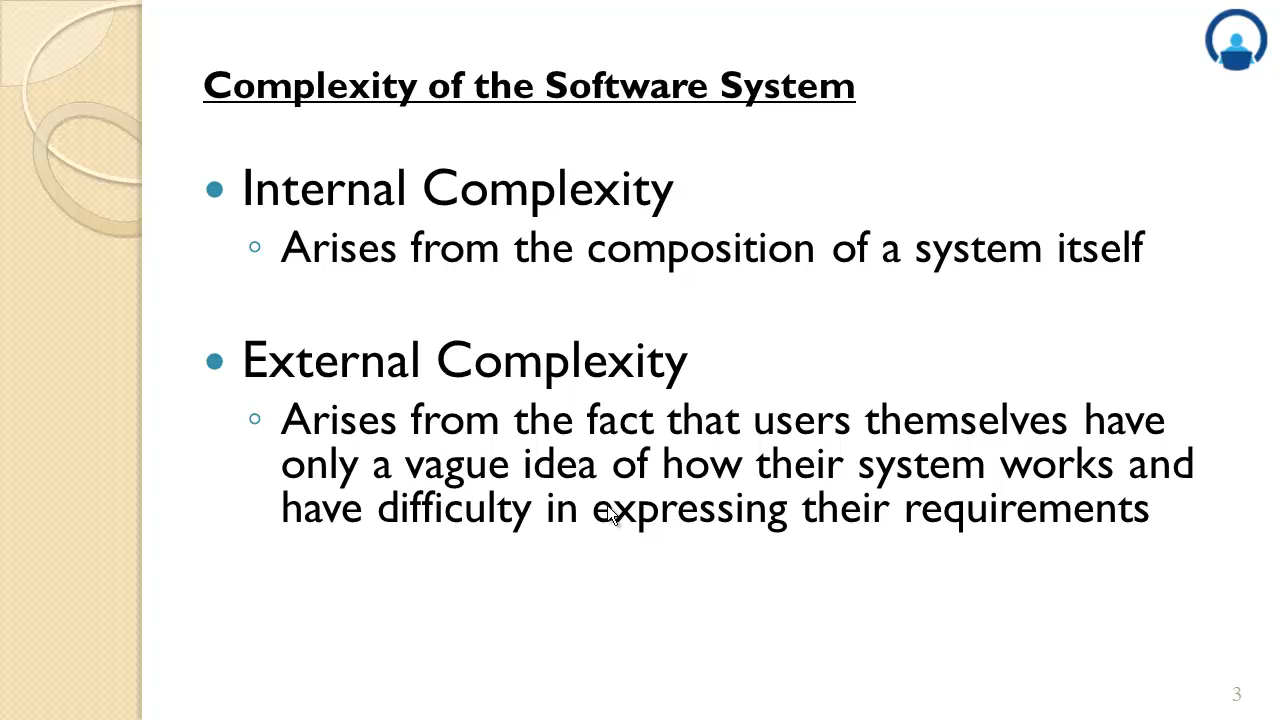 Complexity of the Software System
• Internal Complexity
◦ Arises from the composition of a system itself
• External Complexity
◦ Arises from the fact that users themselves have
only a vague idea of how their system works and
have difficulty in expressing their requirements
3